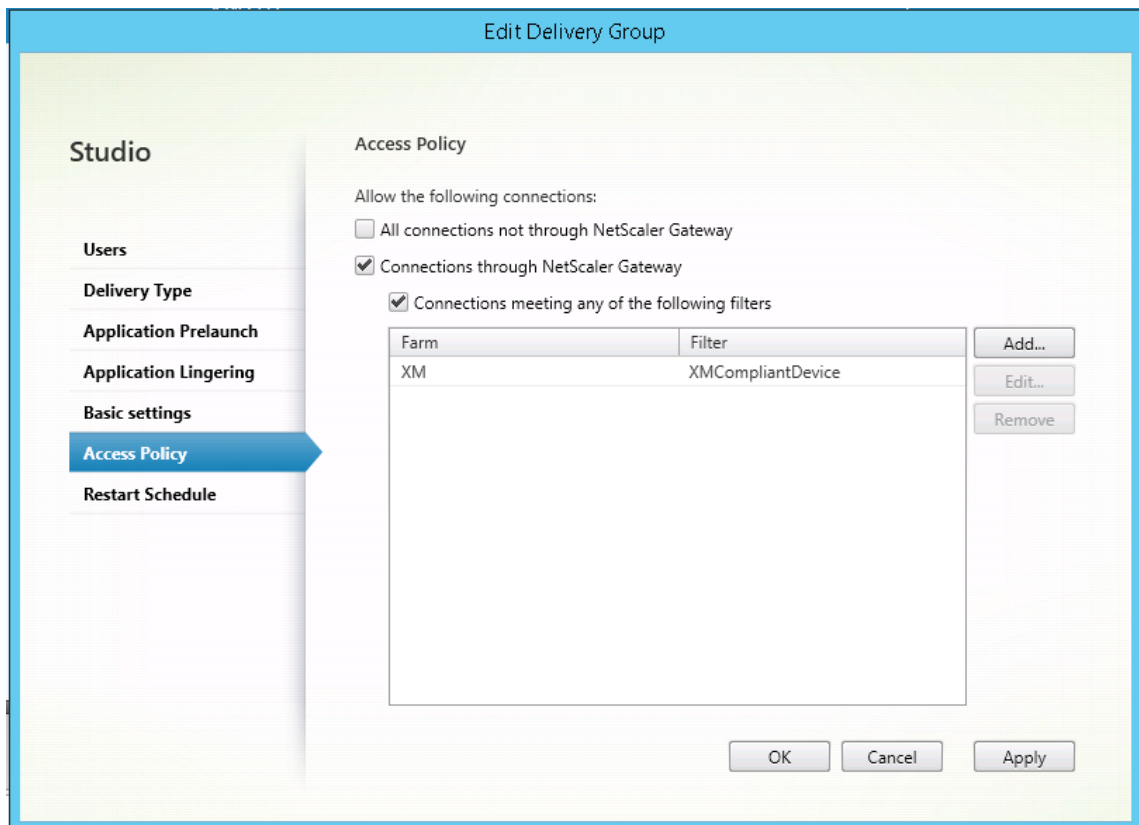 Edit Delivery Group
Studio
Users
Delivery Type
Application Prelaunch
Application Lingering
Basic settings
Access Policy
Restart Schedule
Access Policy
Allow the following connections:
All connections not through NetScaler Gateway
Connections through NetScaler Gateway
Connections meeting any of the following filters
Farm Filter
XM XMCompliantDevice
Add...
Edit...
Remove
OK Cancel Apply